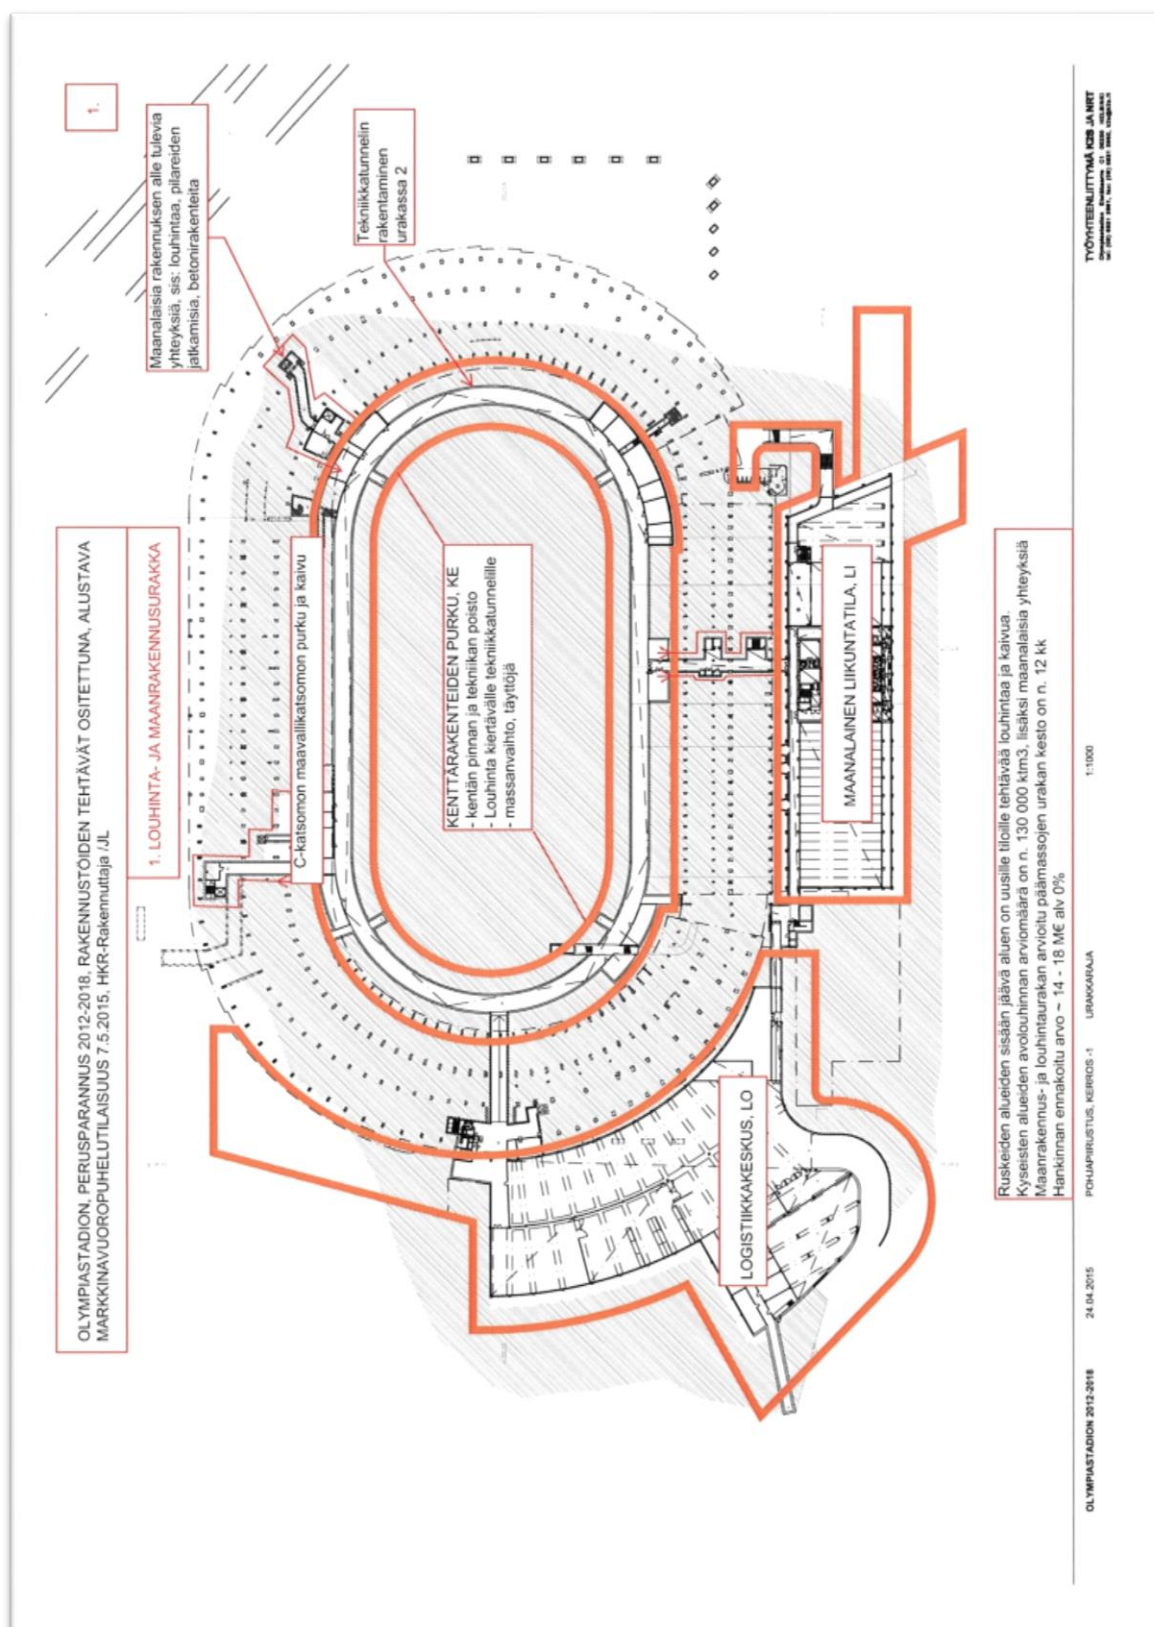 OLYMPIASTADION, PERUSPARANNUS 2012-2018, RAKENNUSTÖIDEN TEHTÄVÄT OSITETTUNA, ALUSTAVA
MARKKINAVUOROPUHELUTILAISUUS 7.5.2015, HKR-Rakennuttaja /JL
1.
1. LOUHINTA- JA MAANRAKENNUSURAKKA
Maanalaisia rakennuksen alle tulevia
yhteyksiä, sis: louhintaa, pilareiden
jatkamisia, betonirakenteita
Tekniikkatunnelin
rakentaminen
urakassa 2
C-katsomon maavallikatsomon purku ja kaivu
KENTTÄRAKENTEIDEN PURKU, KE
- kentän pinnan ja tekniikan poisto
- Louhinta kiertävälle tekniikkatunnelille
- massanvaihto, täyttöjä
LOGISTIIKKAKESKUS, LO
MAANALAINEN LIIKUNTATILA, LI
Ruskeiden alueiden sisään jäävä aluen on uusille tiloille tehtävää louhintaa ja kaivua.
Kyseisten alueiden avolouhinnan arviomäärä on n. 130 000 ktm3, lisäksi maanalaisia yhteyksiä
Maanrakennus- ja louhintaurakan arvioitu päämassojen urakan kesto on n. 12 kk
Hankinnan ennakoitu arvo ~ 14 - 18 M€ alv 0%
OLYMPIASTADION 2012-2018
24.04.2015
POHJAPIIRUSTUS, KERROS -1
URAKKARAJA
1:1000
TYÖYHTEENLIITTYMÄ K2S JA NRT